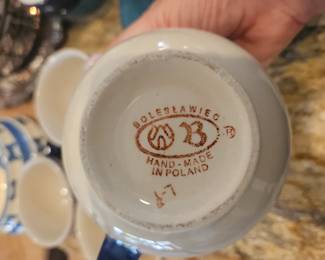 BOLESŁAWIEC
B
HAND-MADE
IN POLAND